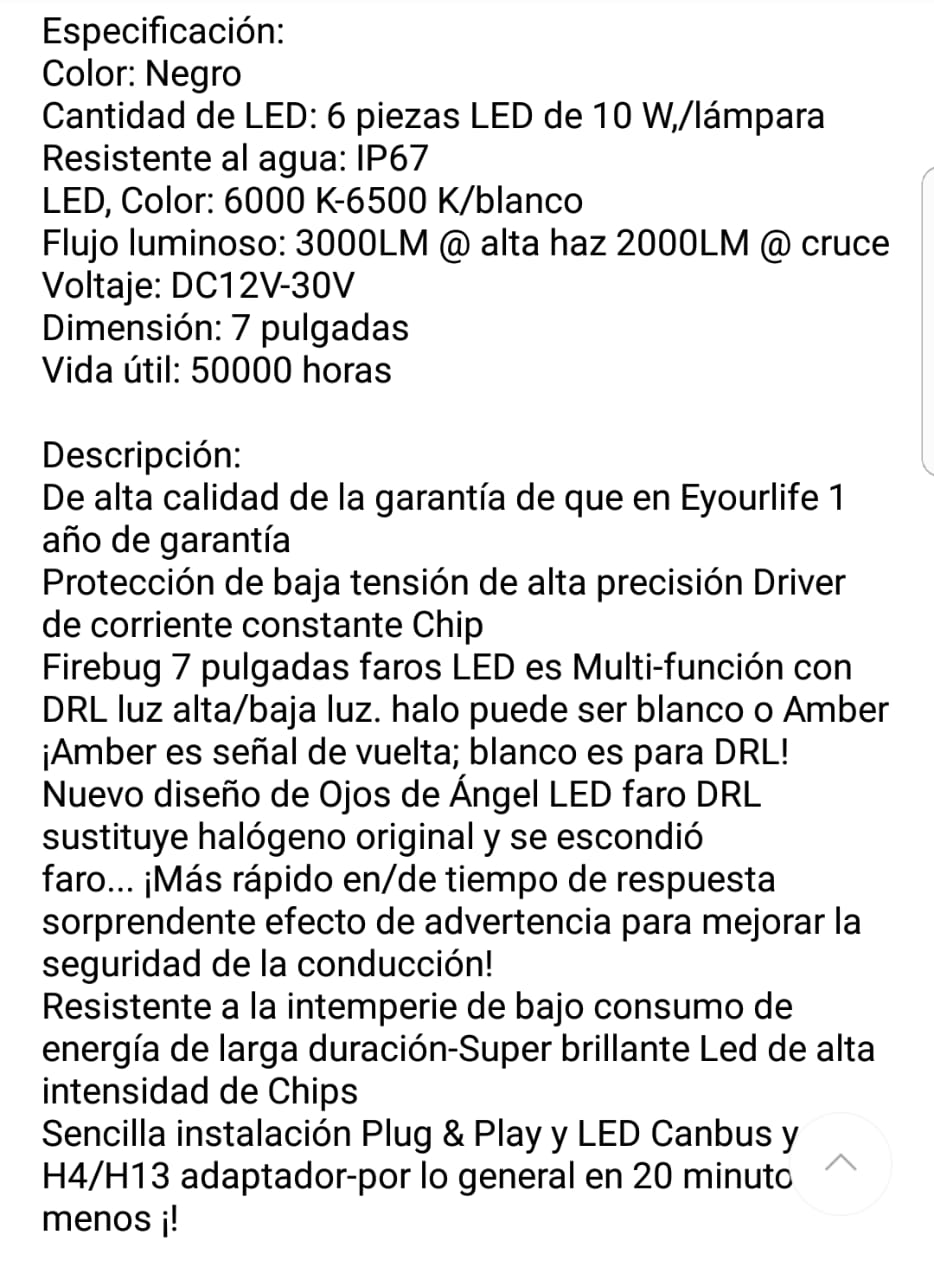 Especificación:
Color: Negro
Cantidad de LED: 6 piezas LED de 10 W,/lámpara
Resistente al agua: IP67
LED, Color: 6000 K-6500 K/blanco
Flujo luminoso: 3000LM @ alta haz 2000LM @ cruce
Voltaje: DC12V-30V
Dimensión: 7 pulgadas
Vida útil: 50000 horas
Descripción:
De alta calidad de la garantía de que en Eyourlife 1
año de garantía
Protección de baja tensión de alta precisión Driver
de corriente constante Chip
Firebug 7 pulgadas faros LED es Multi-función con
DRL luz alta/baja luz. halo puede ser blanco o Amber
¡Amber es señal de vuelta; blanco es para DRL!
Nuevo diseño de Ojos de Ángel LED faro DRL
sustituye halógeno original y se escondió
faro... ¡Más rápido en/de tiempo de respuesta
sorprendente efecto de advertencia para mejorar la
seguridad de la conducción!
Resistente a la intemperie de bajo consumo de
energía de larga duración-Super brillante Led de alta
intensidad de Chips
Sencilla instalación Plug & Play y LED Canbus y
H4/H13 adaptador-por lo general en 20 minuto
menos ¡!